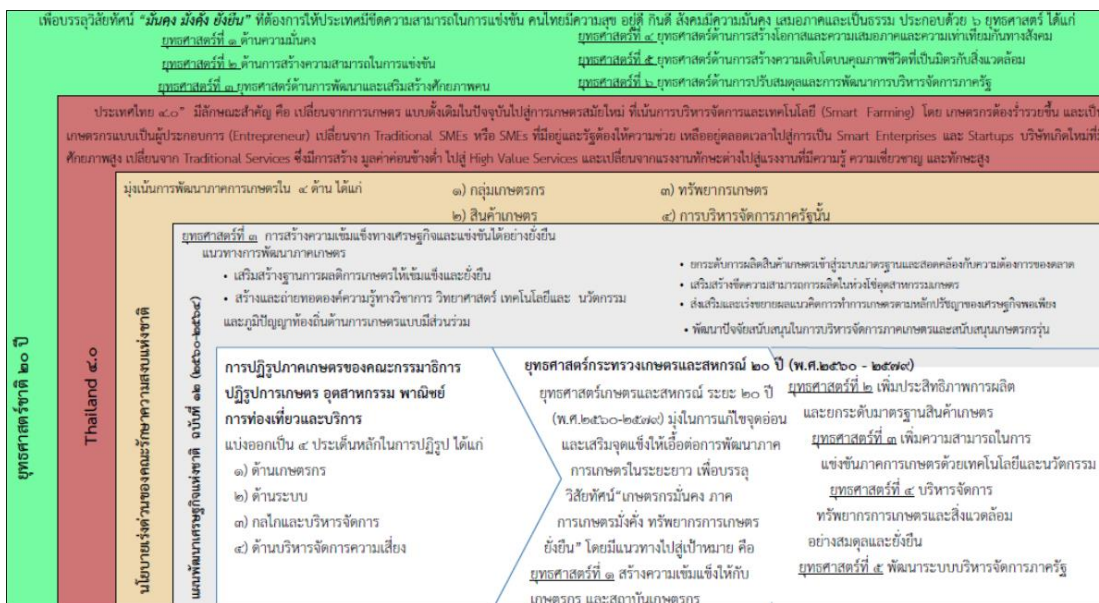 เพื่อบรรลุวิสัยทัศน์ "มั่นคง มั่งคั่ง ยั่งยืน" ที่ต้องการให้ประเทศมีขีดความสามารถในการแข่งขัน คนไทยมีความสุข อยู่ดี กินดี สังคมมีความมั่นคง เสมอภาคและเป็นธรรม ประกอบด้วย ๖ ยุทธศาสตร์ ได้แก่
ยุทธศาสตร์ที่ ๑ ด้านความมั่นคง
ยุทธศาสตร์ที่ ๒ ด้านการสร้างความสามารถในการแข่งขัน
ยุทธศาสตร์ที่ ๓ ยุทธศาสตร์ด้านการพัฒนาและเสริมสร้างศักยภาพคน
ยุทธศาสตร์ที่ ๔ ยุทธศาสตร์ด้านการสร้างโอกาสและความเสมอภาคและความเท่าเทียมกันทางสังคม
ยุทธศาสตร์ที่ ๕ ยุทธศาสตร์ด้านการสร้างความเติบโตบนคุณภาพชีวิตที่เป็นมิตรกับสิ่งแวดล้อม
ยุทธศาสตร์ที่ ๖ ยุทธศาสตร์ด้านการปรับสมดุลและการพัฒนาการบริหารจัดการภาครัฐ
ประเทศไทย ๔.๐" มีลักษณะสำคัญ คือ เปลี่ยนจากการเกษตร แบบดั้งเดิมในปัจจุบันไปสู่การเกษตรสมัยใหม่ ที่เน้นการบริหารจัดการและเทคโนโลยี (Smart Farming) โดย เกษตรกรต้องร่ำรวยขึ้น และเป็น
เกษตรกรแบบเป็นผู้ประกอบการ (Entrepreneur) เปลี่ยนจาก Traditional SMEs หรือ SMEs ที่มีอยู่และรัฐต้องให้ความช่วย เหลืออยู่ตลอดเวลาไปสู่การเป็น Smart Enterprises และ Startups บริษัทเกิดใหม่ที่มี
ศักยภาพสูง เปลี่ยนจาก Traditional Services ซึ่งมีการสร้าง มูลค่าค่อนข้างต่ำ ไปสู่ High Value Services และเปลี่ยนจากแรงงานทักษะต่ำไปสู่แรงงานที่มีความรู้ ความเชี่ยวชาญ และทักษะสูง
มุ่งเน้นการพัฒนาภาคการเกษตรใน ๔ ด้าน ได้แก่
๑) กลุ่มเกษตรกร
๒) สินค้าเกษตร
๓) ทรัพยากรเกษตร
๔) การบริหารจัดการภาครัฐนั้น
ยุทธศาสตร์ที่ ๓ การสร้างความเข้มแข็งทางเศรษฐกิจและแข่งขันได้อย่างยั่งยืน
แนวทางการพัฒนาภาคเกษตร
• เสริมสร้างฐานการผลิตการเกษตรให้เข้มแข็งและยั่งยืน
• สร้างและถ่ายทอดองค์ความรู้ทางวิชาการ วิทยาศาสตร์ เทคโนโลยีและ นวัตกรรม
และภูมิปัญญาท้องถิ่นด้านการเกษตรแบบมีส่วนร่วม
• ยกระดับการผลิตสินค้าเกษตรเข้าสู่ระบบมาตรฐานและสอดคล้องกับความต้องการของตลาด
• เสริมสร้างขีดความสามารถการผลิตในห่วงโซ่อุตสาหกรรมเกษตร
• ส่งเสริมและเร่งขยายผลแนวคิดการทำการเกษตรตามหลักปรัชญาของเศรษฐกิจพอเพียง
• พัฒนาปัจจัยสนับสนุนในการบริหารจัดการภาคเกษตรและสนับสนุนเกษตรกรรุ่น
ยุทธศาสตร์ชาติ ๒๐ ปี
Thailand ๔.๐
นโยบายเร่งด่วนของคณะรักษาความสงบแห่งชาติ
แผนพัฒนาเศรษฐกิจแห่งชาติ ฉบับที่ ๑๒ (๒๕๖๐-๒๕๖๔)
การปฏิรูปภาคเกษตรของคณะกรรมาธิการ
ปฏิรูปการเกษตร อุตสาหกรรม พาณิชย์
การท่องเที่ยวและบริการ
แบ่งออกเป็น ๔ ประเด็นหลักในการปฏิรูป ได้แก่
๑) ด้านเกษตรกร
๒) ด้านระบบ
๓) กลไกและบริหารจัดการ
๔) ด้านบริหารจัดการความเสี่ยง
ยุทธศาสตร์กระทรวงเกษตรและสหกรณ์ ๒๐ ปี (พ.ศ.๒๕๖๐ - ๒๕๗๙)
ยุทธศาสตร์เกษตรและสหกรณ์ ระยะ ๒๐ ปี
(พ.ศ.๒๕๖๐-๒๕๗๙) มุ่งในการแก้ไขจุดอ่อน
และเสริมจุดแข็งให้เอื้อต่อการพัฒนาภาค
การเกษตรในระยะยาว เพื่อบรรลุ
วิสัยทัศน์"เกษตรกรมั่นคง ภาค
การเกษตรมั่งคั่ง ทรัพยากรการเกษตร
ยั่งยืน" โดยมีแนวทางไปสู่เป้าหมาย คือ
ยุทธศาสตร์ที่ ๑ สร้างความเข้มแข็งให้กับ
เกษตรกร และสถาบันเกษตรกร
ยุทธศาสตร์ที่ ๒ เพิ่มประสิทธิภาพการผลิต
และยกระดับมาตรฐานสินค้าเกษตร
ยุทธศาสตร์ที่ ๓ เพิ่มความสามารถในการ
แข่งขันภาคการเกษตรด้วยเทคโนโลยีและนวัตกรรม
ยุทธศาสตร์ที่ ๔ บริหารจัดการ
ทรัพยากรการเกษตรและสิ่งแวดล้อม
อย่างสมดุลและยั่งยืน
ยุทธศาสตร์ที่ ๕ พัฒนาระบบบริหารจัดการภาครัฐ